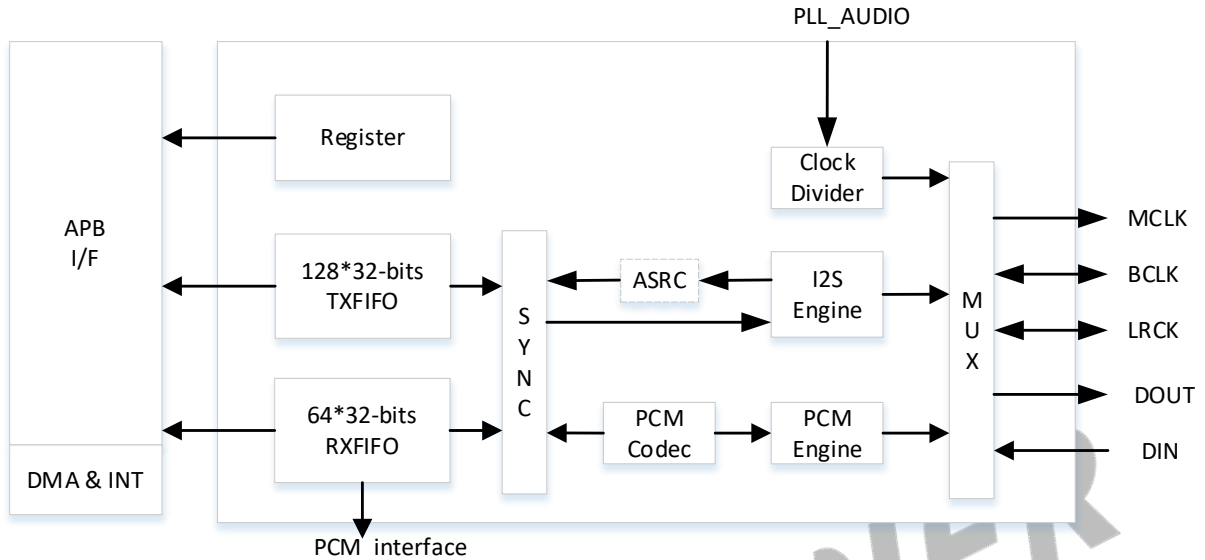 PLL_AUDIO
Register
Clock
Divider
APB
I/F
MCLK
128*32-bits
TXFIFO
ASRC
I2S
Engine
BCLK
S
Y
N
C
M
U
X
LRCK
64*32-bits
RXFIFO
PCM
Codec
PCM
Engine
DOUT
DIN
DMA & INT
PCM interface